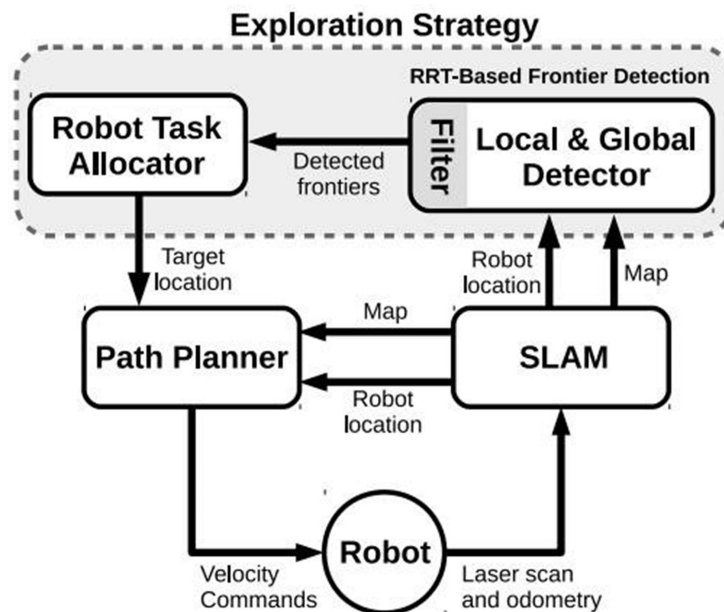 Exploration Strategy
RRT-Based Frontier Detection
Robot Task
Allocator
Detected
frontiers
Filter
Local & Global
Detector
Target
location
Robot
location
Map
Path Planner
Map
Robot
location
SLAM
Robot
Velocity
Commands
Laser scan
and odometry